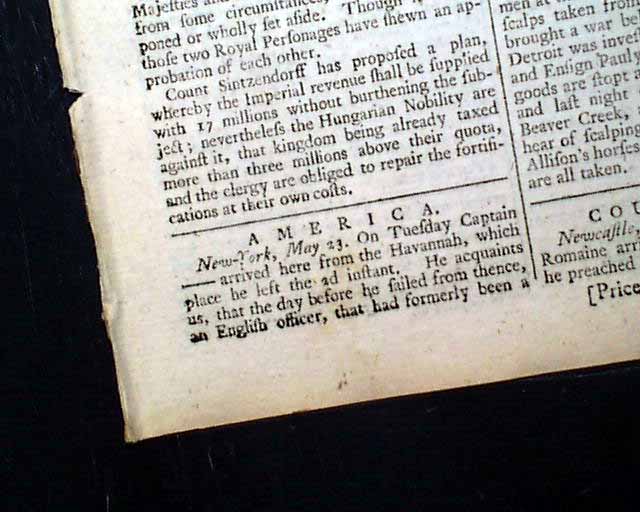 Majesties and
from ſome circumſtances,
poned or wholly ſet aſide. Though
thoſe two Royal Perſonages have ſhewn an ap-
probation of each other.
Count Sintzendorff has propoſed a plan,
whereby the Imperial revenue ſhall be ſupplied
with 17 millions without burthening the ſub-
ject; nevertheleſs the Hungarian Nobility are
againſt it, that kingdom being already taxed
more than three millions above their quota,
and the clergy are obliged to repair the fortifi-
cations at their own coſts.
AMERICA.
New-York, May 23. On Tueſday Captain
—— arrived here from the Havannah, which
place he left the 2d inſtant. He acquaints
us, that the day before he ſailed from thence,
an Engliſh officer, that had formerly been a
men at
ſcalps taken from
brought a war be
Detroit was inveſ
and Enſign Pauly
goods are ſtopt
and laſt night
Beaver Creek,
hear of ſcalping
Alliſon's horſes
are all taken.
COU
Newcaſtle,
Romaine arr
he preached
[Price